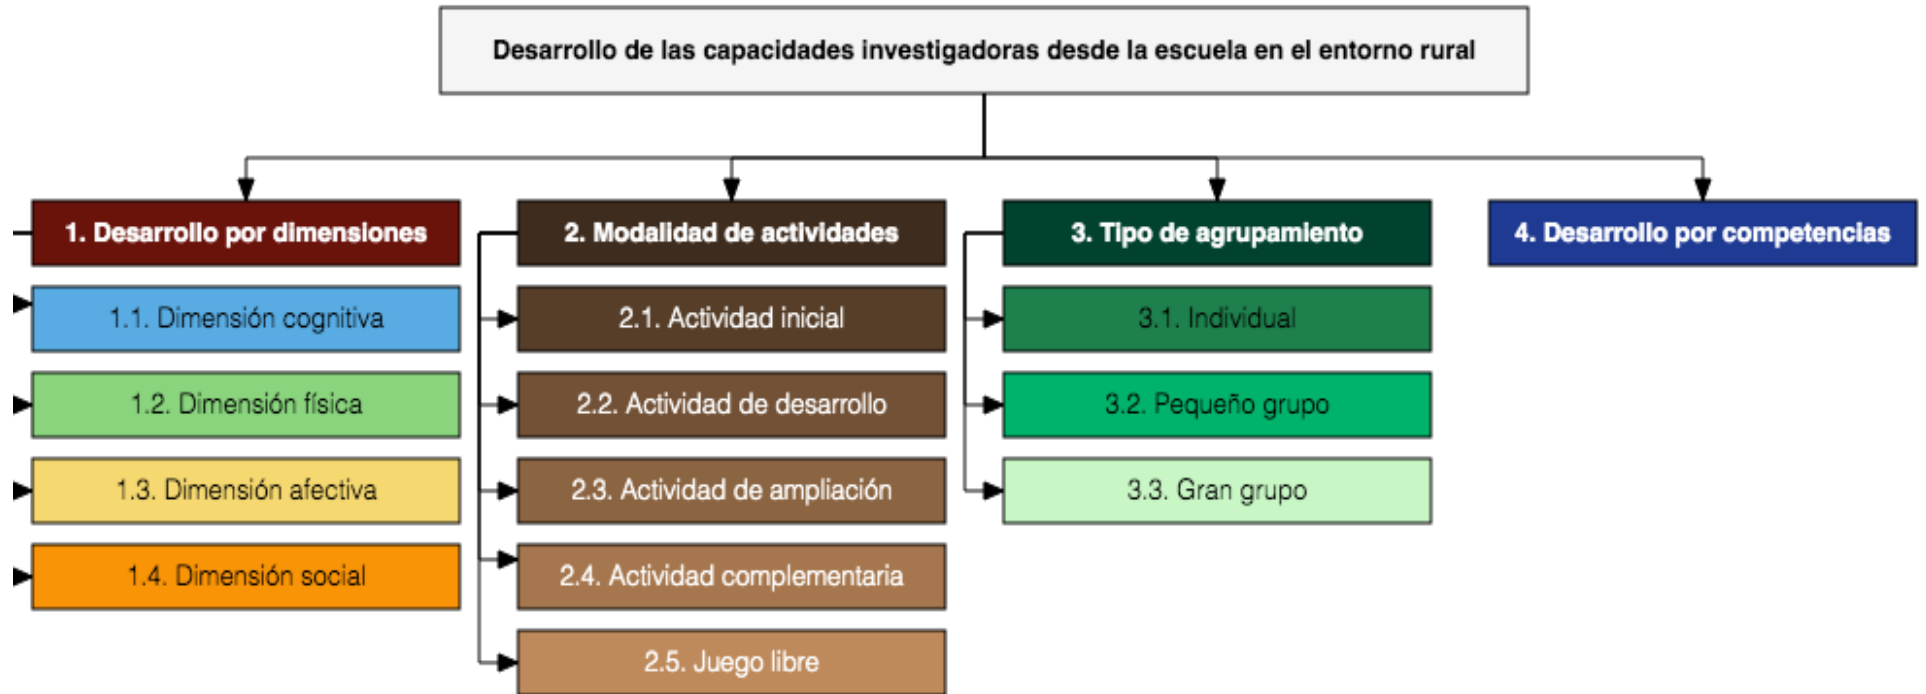 Desarrollo de las capacidades investigadoras desde la escuela en el entorno rural
1. Desarrollo por dimensiones
1.1. Dimensión cognitiva
1.2. Dimensión física
1.3. Dimensión afectiva
1.4. Dimensión social
2. Modalidad de actividades
2.1. Actividad inicial
2.2. Actividad de desarrollo
2.3. Actividad de ampliación
2.4. Actividad complementaria
2.5. Juego libre
3. Tipo de agrupamiento
3.1. Individual
3.2. Pequeño grupo
3.3. Gran grupo
4. Desarrollo por competencias